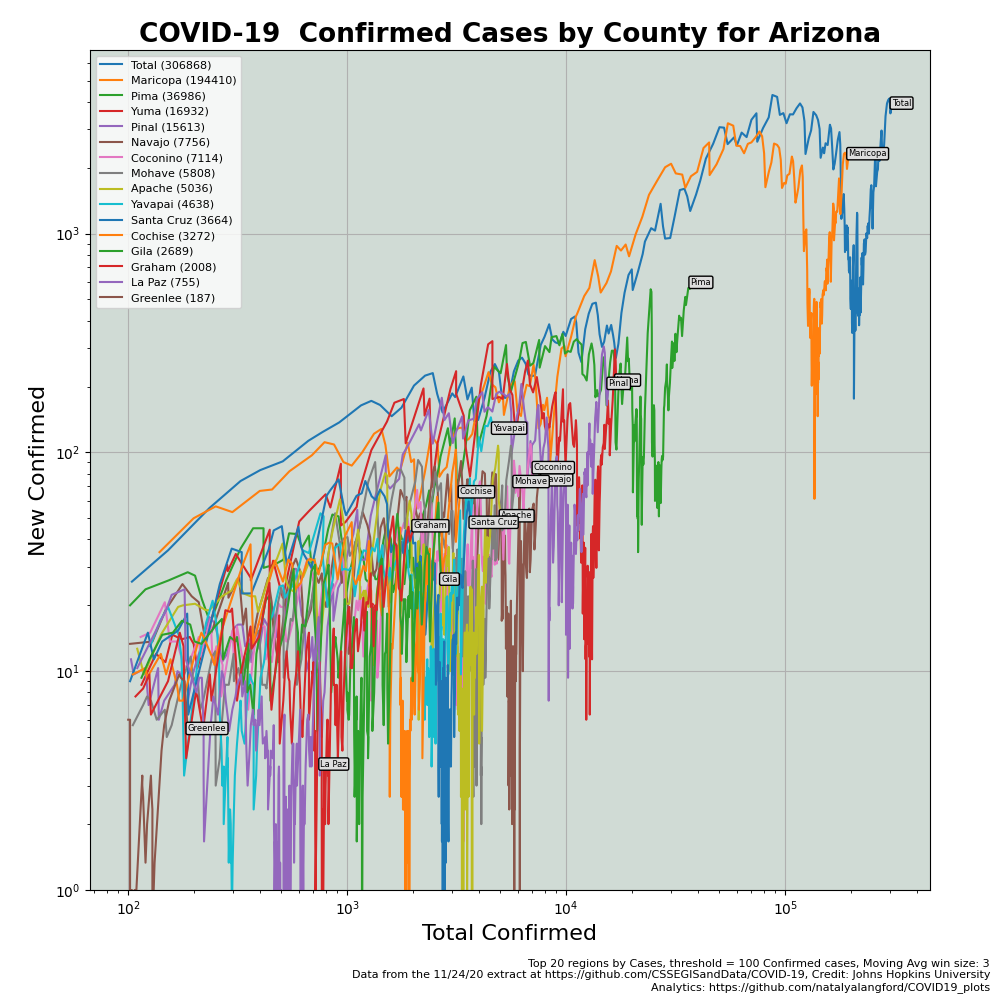 COVID-19  Confirmed Cases by County for Arizona
Total (306868)
Maricopa (194410)
Pima (36986)
Yuma (16932)
Pinal (15613)
Navajo (7756)
Coconino (7114)
Mohave (5808)
Apache (5036)
Yavapai (4638)
Santa Cruz (3664)
Cochise (3272)
Gila (2689)
Graham (2008)
La Paz (755)
Greenlee (187)
Total
Maricopa
Pima
Pinal
Yavapai
Coconino
Mohave
Cochise
Santa Cruz
Graham
Gila
Greenlee
La Paz
10³
10²
10¹
10⁰
New Confirmed
10² 10³ 10⁴ 10⁵
Total Confirmed
Top 20 regions by Cases, threshold = 100 Confirmed cases, Moving Avg win size: 3
Data from the 11/24/20 extract at https://github.com/CSSEGISandData/COVID-19, Credit: Johns Hopkins University
Analytics: https://github.com/natalyalangford/COVID19_plots